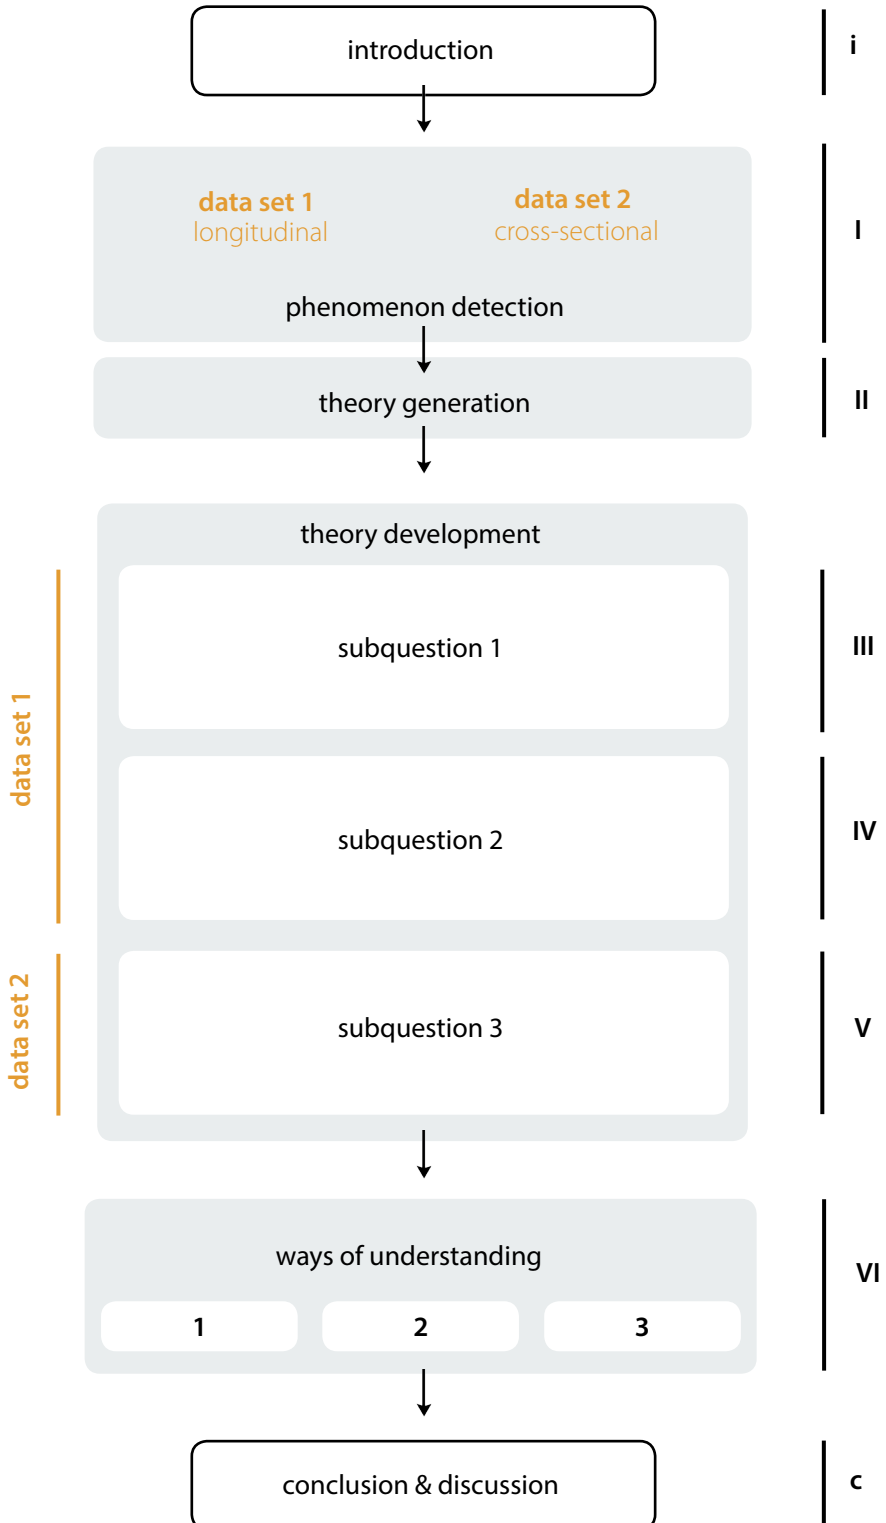 introduction
i
data set 1
longitudinal
data set 2
cross-sectional
phenomenon detection
I
theory generation
II
theory development
data set 1
subquestion 1
III
subquestion 2
IV
data set 2
subquestion 3
V
ways of understanding
1
2
3
VI
conclusion & discussion
c